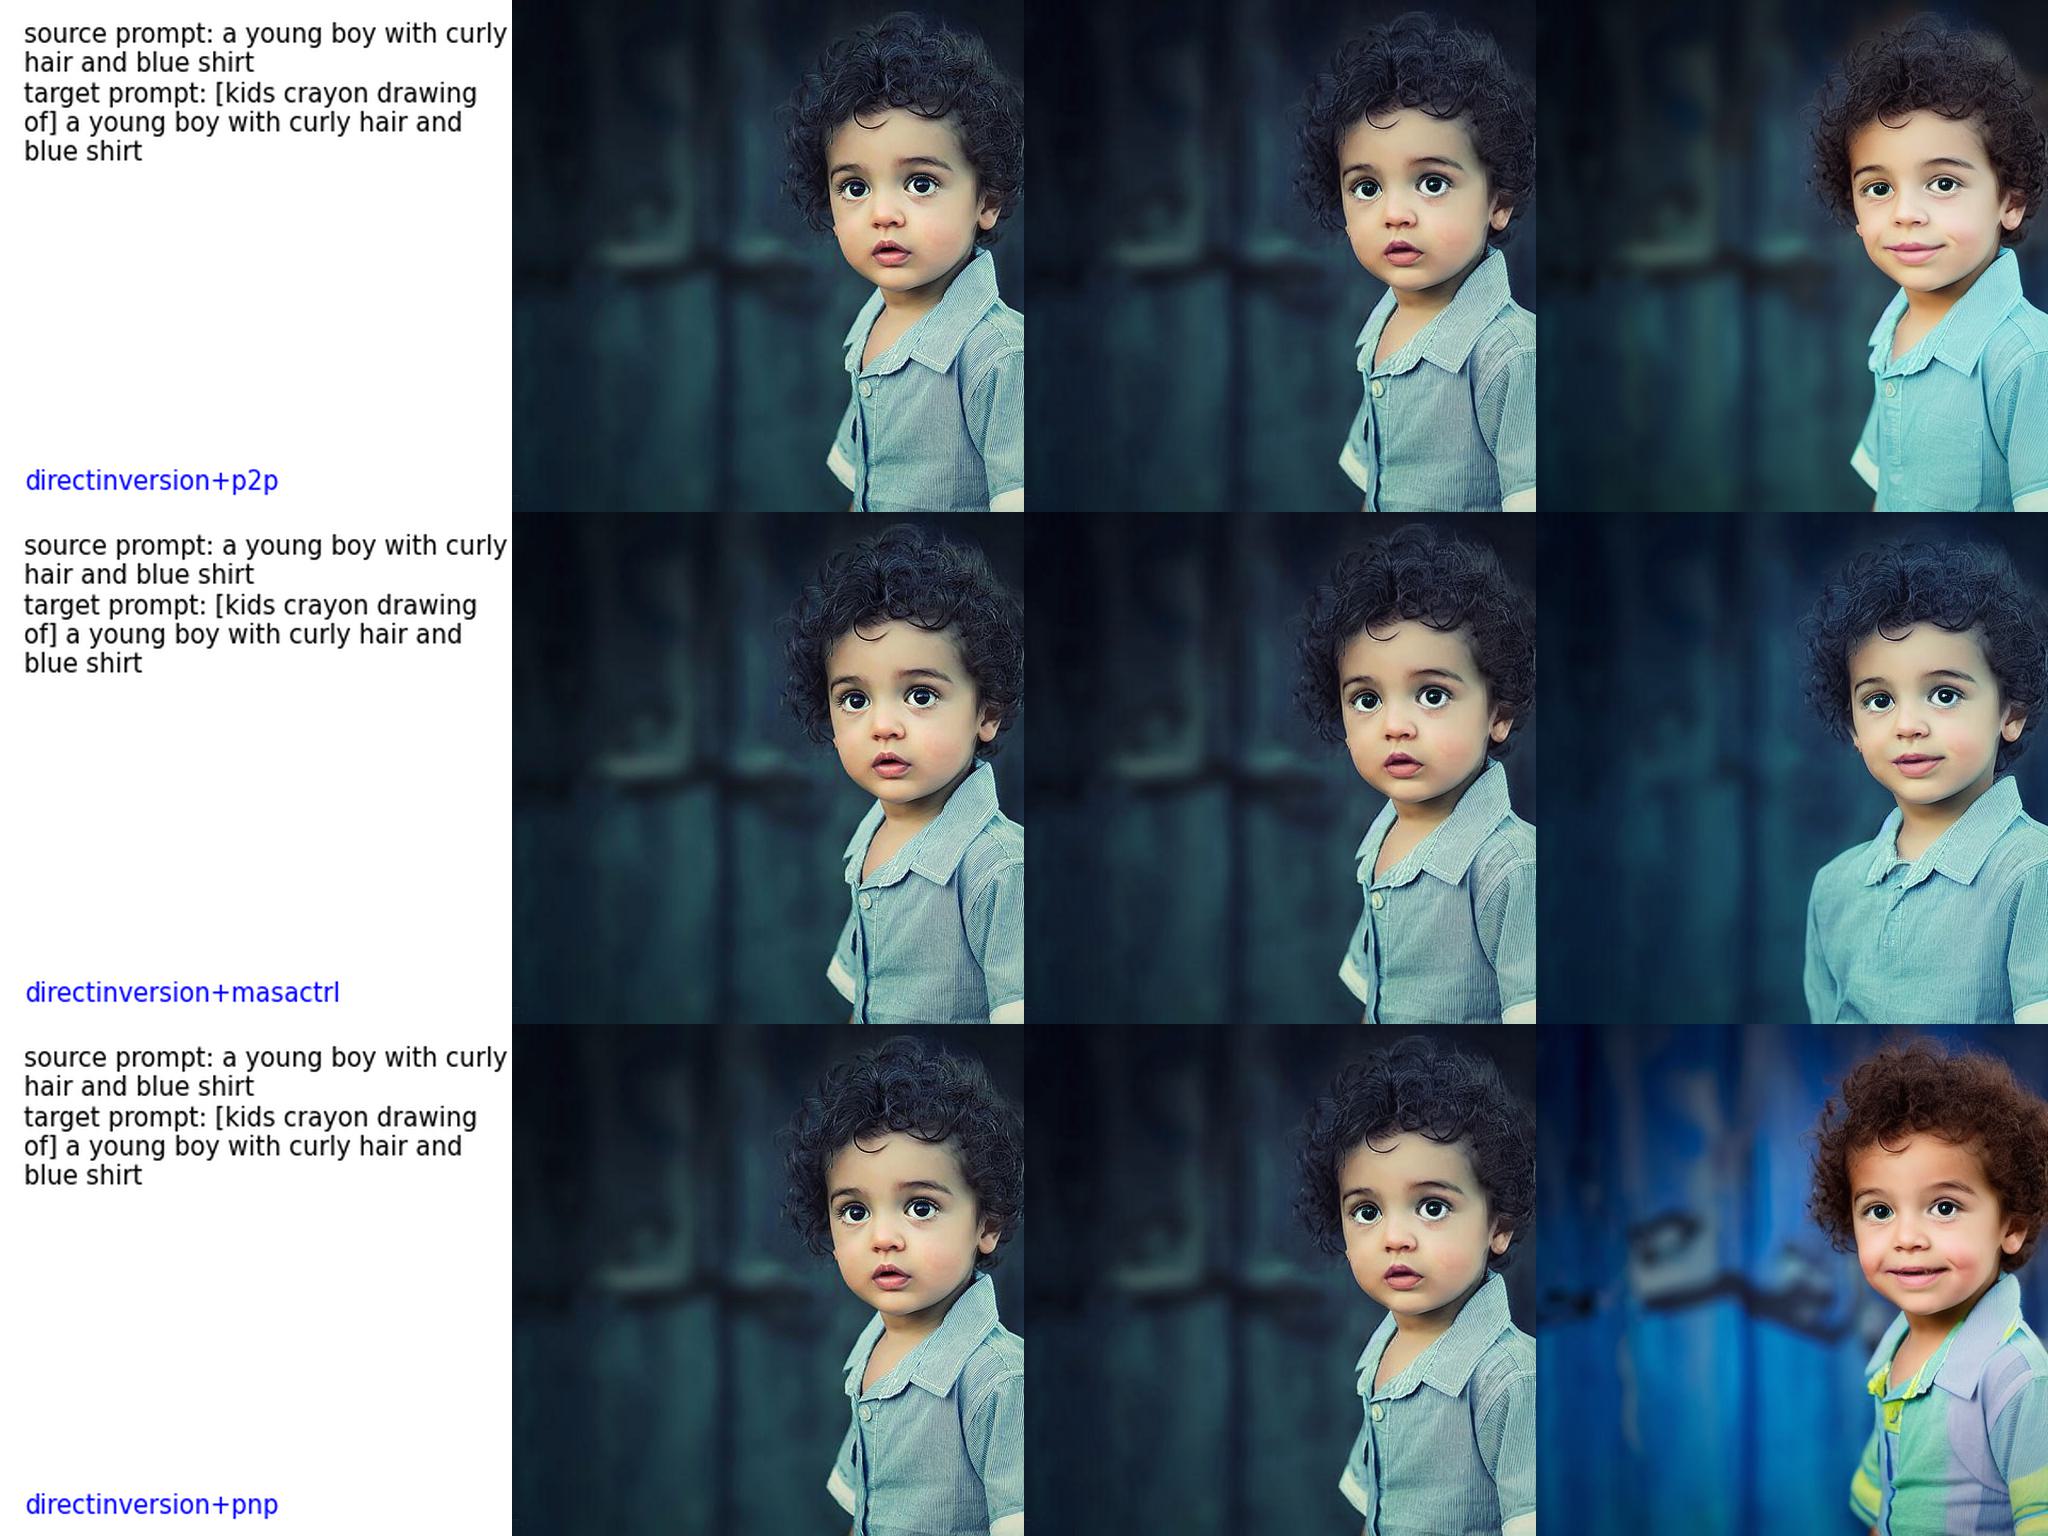 source prompt: a young boy with curly
hair and blue shirt
target prompt: [kids crayon drawing
of] a young boy with curly hair and
blue shirt
directinversion+p2p
source prompt: a young boy with curly
hair and blue shirt
target prompt: [kids crayon drawing
of] a young boy with curly hair and
blue shirt
directinversion+masactrl
source prompt: a young boy with curly
hair and blue shirt
target prompt: [kids crayon drawing
of] a young boy with curly hair and
blue shirt
directinversion+pnp